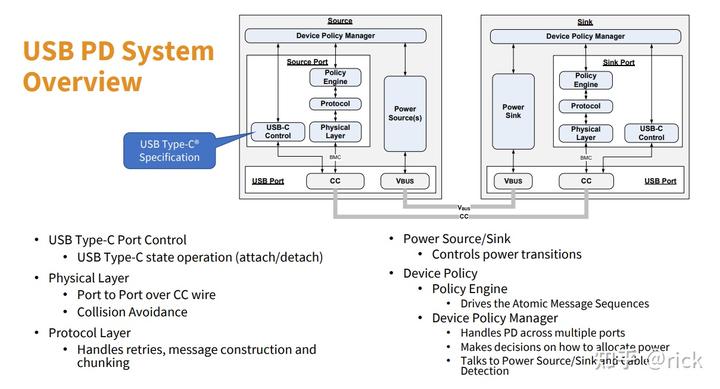 USB PD System
Overview
Source
Device Policy Manager
Source Port
Policy
Engine
Protocol
Physical
Layer
USB-C
Control
Power
Source(s)
BMC
USB Port
CC
VBUS
Sink
Device Policy Manager
Sink Port
Policy
Engine
Protocol
Physical
Layer
USB-C
Control
Power
Sink
BMC
VBUS
CC
USB Port
VBUS
CC
USB Type-C®
Specification
• USB Type-C Port Control
• USB Type-C state operation (attach/detach)
• Physical Layer
• Port to Port over CC wire
• Collision Avoidance
• Protocol Layer
• Handles retries, message construction and
chunking
• Power Source/Sink
• Controls power transitions
• Device Policy
• Policy Engine
• Drives the Atomic Message Sequences
• Device Policy Manager
• Handles PD across multiple ports
• Makes decisions on how to allocate power
• Talks to Power Source/Sink and Cable
Detection
知乎 @rick